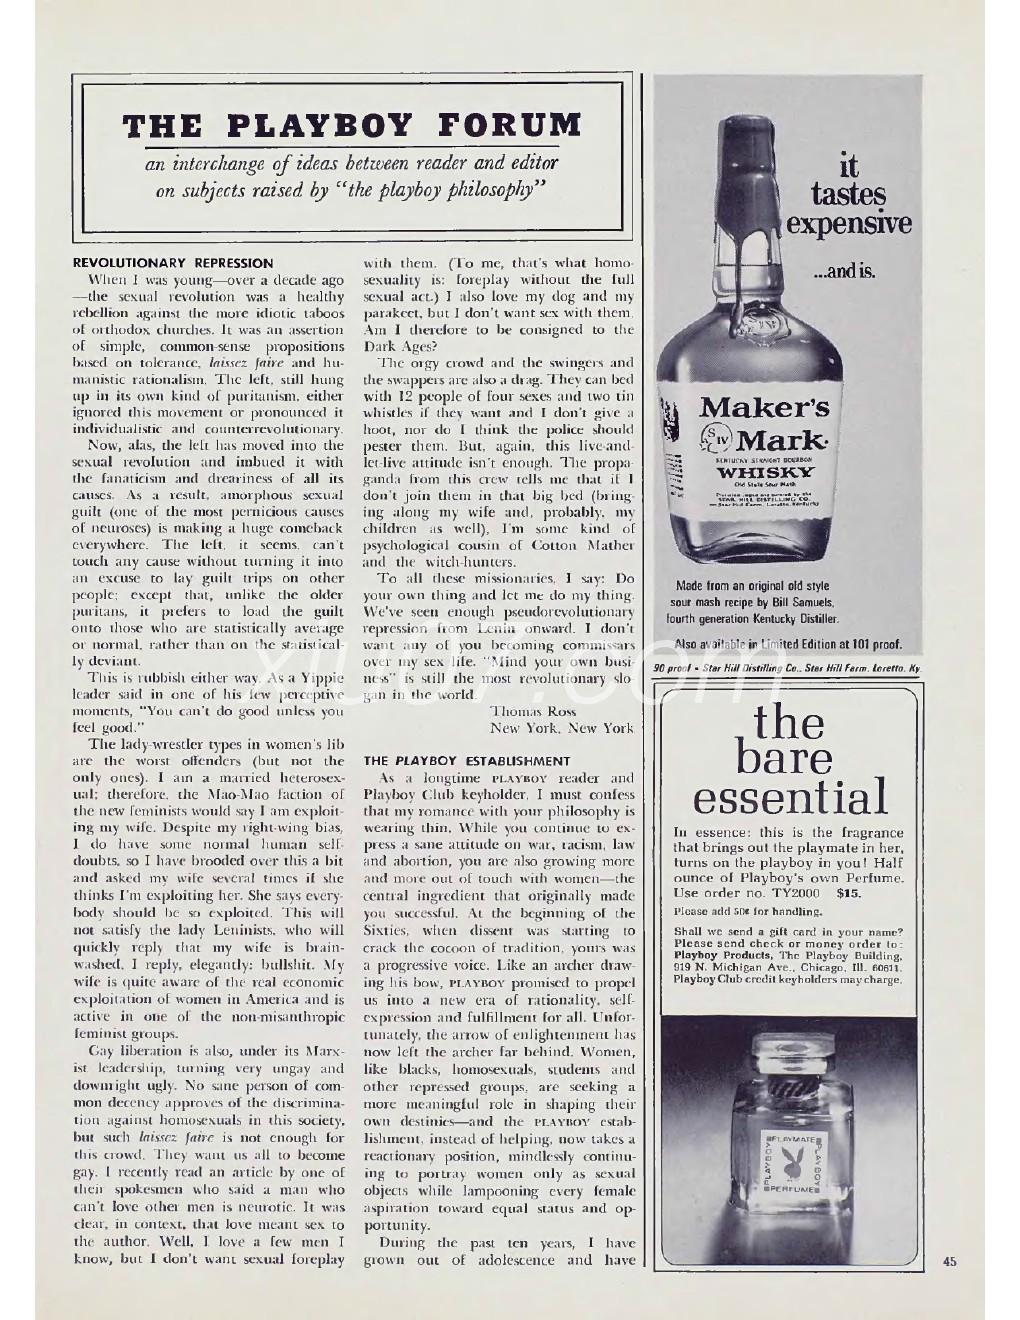 THE PLAYBOY FORUM
an interchange of ideas between reader and editor
on subjects raised by "the playboy philosophy"
REVOLUTIONARY REPRESSION
When I was young—over a decade ago
—the sexual revolution was a healthy
rebellion against the more idiotic taboos
of orthodox churches. It was an assertion
of simple, common-sense propositions
based on tolerance, laissez faire and hu-
manistic rationalism. The left, still hung
up in its own kind of puritanism, either
ignored this movement or pronounced it
individualistic and counterrevolutionary.
Now, alas, the left has moved into the
sexual revolution and imbued it with
the fanaticism and dreariness of all its
causes. As a result, amorphous sexual
guilt (one of the most pernicious causes
of neuroses) is making a huge comeback
everywhere. The left, it seems, can't
touch any cause without turning it into
an excuse to lay guilt trips on other
people; except that, unlike the older
puritans, it prefers to load the guilt
onto those who are statistically average
or normal, rather than on the statistical-
ly deviant.
This is rubbish either way. As a Yippie
leader said in one of his few perceptive
moments, "You can't do good unless you
feel good."
The lady-wrestler types in women's lib
are the worst offenders (but not the
only ones). I am a married heterosex-
ual; therefore, the Mao-Mao faction of
the new feminists would say I am exploit-
ing my wife. Despite my right-wing bias,
I do have some normal human self-
doubts, so I have brooded over this a bit
and asked my wife several times if she
thinks I'm exploiting her. She says every-
body should be so exploited. This will
not satisfy the lady Leninists, who will
quickly reply that my wife is brain-
washed. I reply, elegantly: bullshit. My
wife is quite aware of the real economic
exploitation of women in America and is
active in one of the non-misanthropic
feminist groups.
Gay liberation is also, under its Marx-
ist leadership, turning very ungay and
downright ugly. No sane person of com-
mon decency approves of the discrimina-
tion against homosexuals in this society,
but such laissez faire is not enough for
this crowd. They want us all to become
gay. I recently read an article by one of
their spokesmen who said a man who
can't love other men is neurotic. It was
clear, in context, that love meant sex to
the author. Well, I love a few men I
know, but I don't want sexual foreplay
with them. (To me, that's what homo-
sexuality is: foreplay without the full
sexual act.) I also love my dog and my
parakeet, but I don't want sex with them.
Am I therefore to be consigned to the
Dark Ages?
The orgy crowd and the swingers and
the swappers are also a drag. They can bed
with 12 people of four sexes and two tin
whistles if they want and I don't give a
hoot, nor do I think the police should
pester them. But, again, this live-and-
let-live attitude isn't enough. The propa-
ganda from this crew tells me that if I
don't join them in that big bed (bring-
ing along my wife and, probably, my
children as well), I'm some kind of
psychological cousin of Cotton Mather
and the witch-hunters.
To all these missionaries, I say: Do
your own thing and let me do my thing.
We've seen enough pseudorevolutionary
repression from Lenin onward. I don't
want any of you becoming commissars
over my sex life. "Mind your own busi-
ness" is still the most revolutionary slo-
gan in the world.
Thomas Ross
New York, New York
THE PLAYBOY ESTABLISHMENT
As a longtime PLAYBOY reader and
Playboy Club keyholder, I must confess
that my romance with your philosophy is
wearing thin. While you continue to ex-
press a sane attitude on war, racism, law
and abortion, you are also growing more
and more out of touch with women—the
central ingredient that originally made
you successful. At the beginning of the
Sixties, when dissent was starting to
crack the cocoon of tradition, yours was
a progressive voice. Like an archer draw-
ing his bow, PLAYBOY promised to propel
us into a new era of rationality, self-
expression and fulfillment for all. Unfor-
tunately, the arrow of enlightenment has
now left the archer far behind. Women,
like blacks, homosexuals, students and
other repressed groups, are seeking a
more meaningful role in shaping their
own destinies—and the PLAYBOY estab-
lishment, instead of helping, now takes a
reactionary position, mindlessly continu-
ing to portray women only as sexual
objects while lampooning every female
aspiration toward equal status and op-
portunity.
During the past ten years, I have
grown out of adolescence and have
it
tastes
expensive
...and is.
Maker's
S IV Mark
KENTUCKY STRAIGHT BOURBON
WHISKY
Old Style Sour Mash
STAR HILL DISTILLING CO.
Star Hill Farm, Loretto, Kentucky
Made from an original old style
sour mash recipe by Bill Samuels,
fourth generation Kentucky Distiller.
Also available in Limited Edition at 101 proof.
90 proof • Star Hill Distilling Co., Star Hill Farm, Loretto, Ky.
the
bare
essential
In essence: this is the fragrance
that brings out the playmate in her,
turns on the playboy in you! Half
ounce of Playboy's own Perfume.
Use order no. TY2000 $15.
Please add 50¢ for handling.
Shall we send a gift card in your name?
Please send check or money order to:
Playboy Products, The Playboy Building,
919 N. Michigan Ave., Chicago, Ill. 60611.
Playboy Club credit keyholders may charge.
PLAYMATE
PLAYBOY
PLAYBOY
PERFUME
45